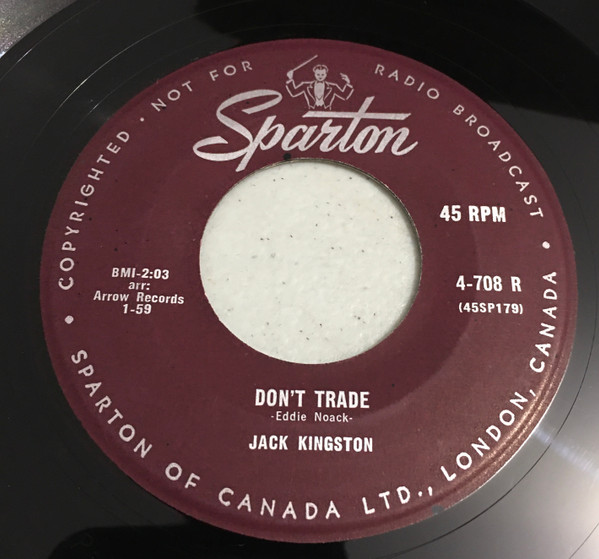 COPYRIGHTED • NOT FOR RADIO BROADCAST •
Sparton
45 RPM
BMI-2:03
arr:
Arrow Records
1-59
4-708 R
(45SP179)
DON'T TRADE
-Eddie Noack-
JACK KINGSTON
• SPARTON OF CANADA LTD., LONDON, CANADA